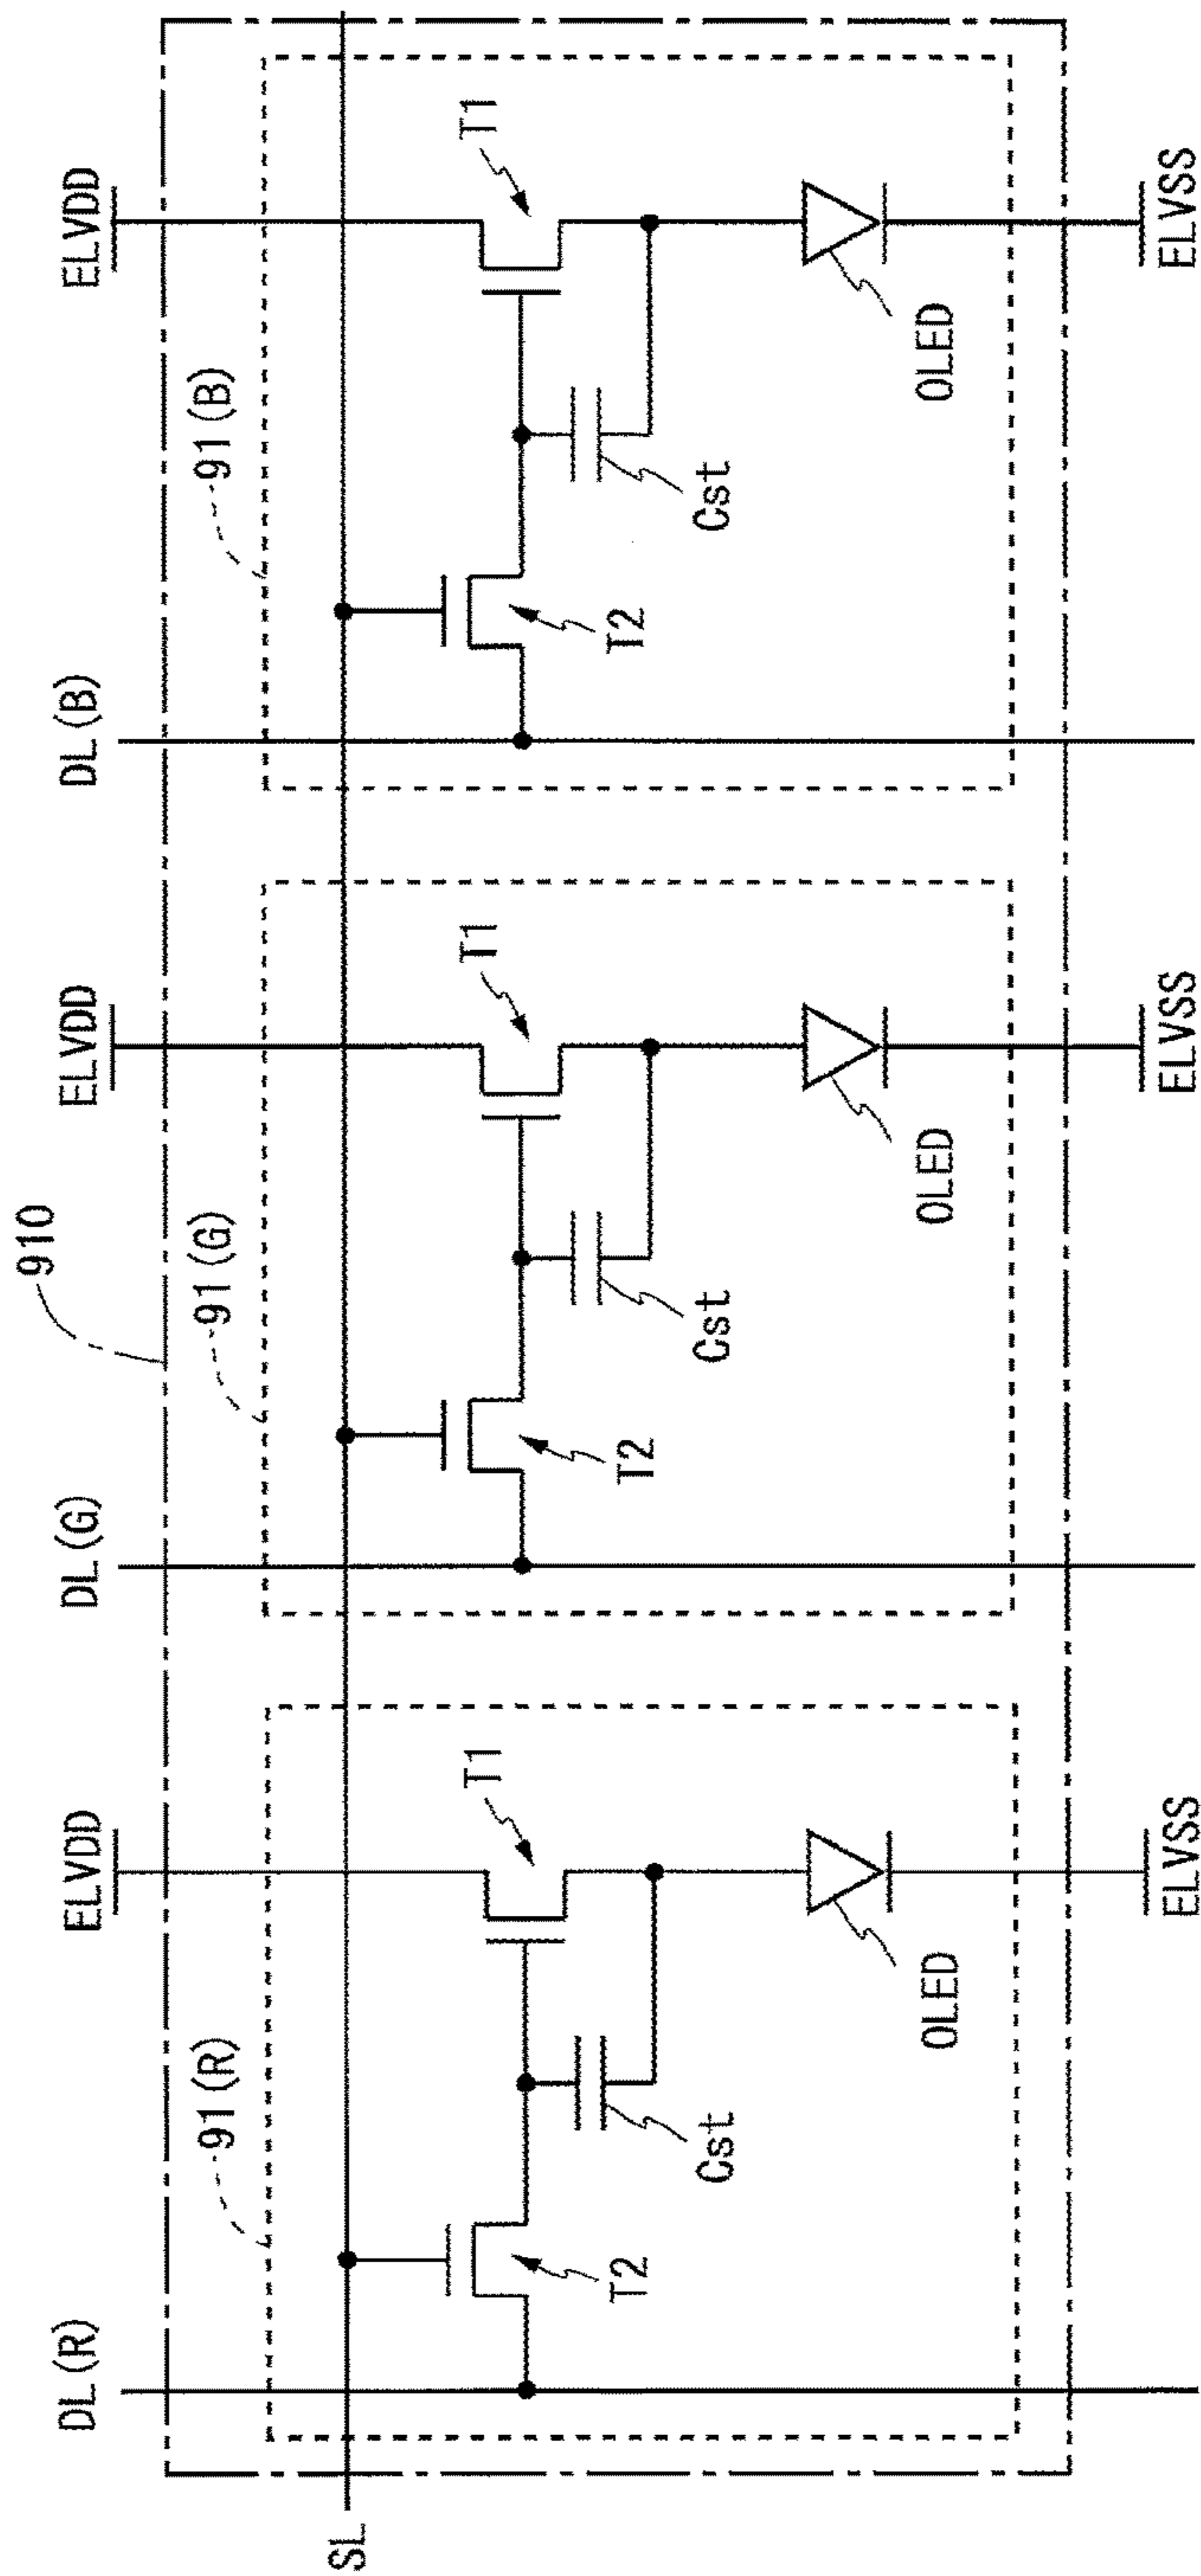 910
DL(R)
ELVDD
DL(G)
ELVDD
DL(B)
ELVDD
91(R)
91(G)
91(B)
SL
T1
T1
T1
T2
Cst
T2
Cst
T2
Cst
OLED
OLED
OLED
ELVSS
ELVSS
ELVSS